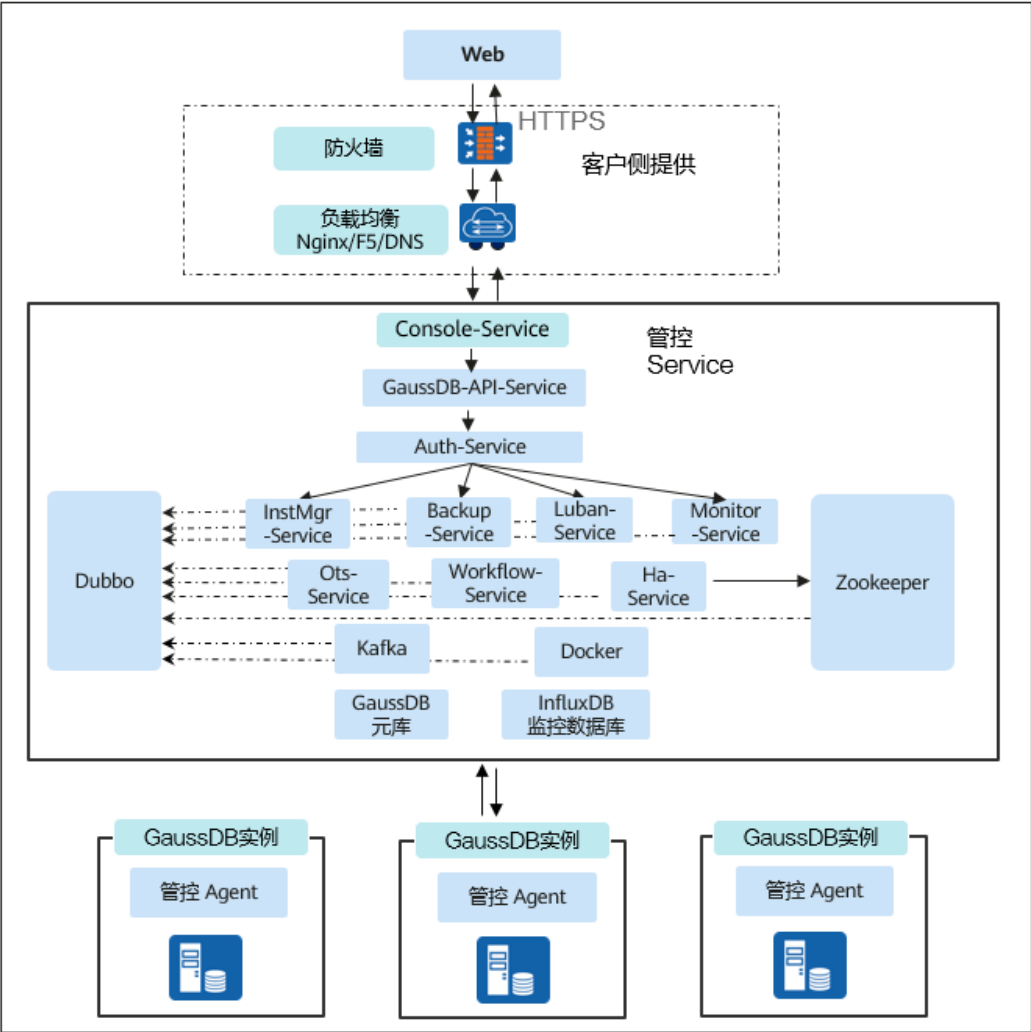 Web
HTTPS
防火墙
客户侧提供
负载均衡
Nginx/F5/DNS
Console-Service
管控
Service
GaussDB-API-Service
Auth-Service
InstMgr
-Service
Backup
-Service
Luban-
Service
Monitor
-Service
Dubbo
Ots-
Service
Workflow-
Service
Ha-
Service
Zookeeper
Kafka
Docker
GaussDB
元库
InfluxDB
监控数据库
GaussDB实例
管控 Agent
GaussDB实例
管控 Agent
GaussDB实例
管控 Agent